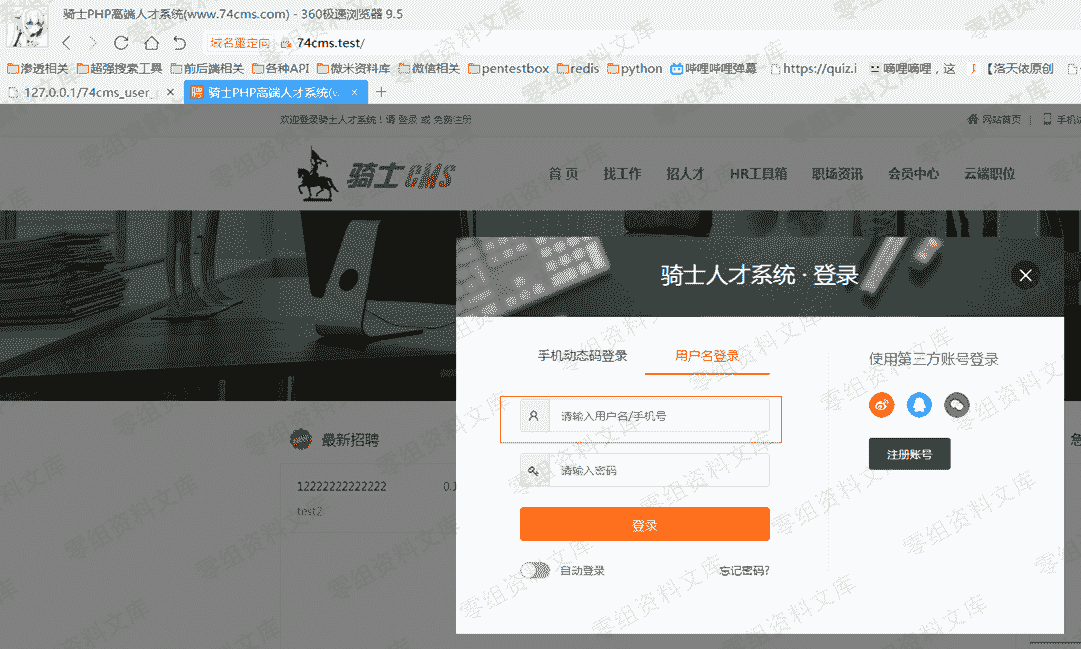 骑士PHP高端人才系统(www.74cms.com) - 360极速浏览器 9.5
域名重定向 74cms.test/
渗透相关 超强搜索工具 前后端相关 各种API 微米资料库 微信相关 pentestbox redis python 哔哩哔哩弹幕 https://quiz.i 嘀哩嘀哩，这 【洛天依原创
127.0.0.1/74cms_user_ 骑士PHP高端人才系统(v.
欢迎登录骑士人才系统！请 登录 或 免费注册 网站首页 | 手机
骑士CMS 首 页 找工作 招人才 HR工具箱 职场资讯 会员中心 云端职位
骑士人才系统 · 登录
手机动态码登录 用户名登录 使用第三方账号登录
请输入用户名/手机号
最新招聘
注册账号
请输入密码
12222222222222 0.1
test2
登录
自动登录 忘记密码?
零组资料文库